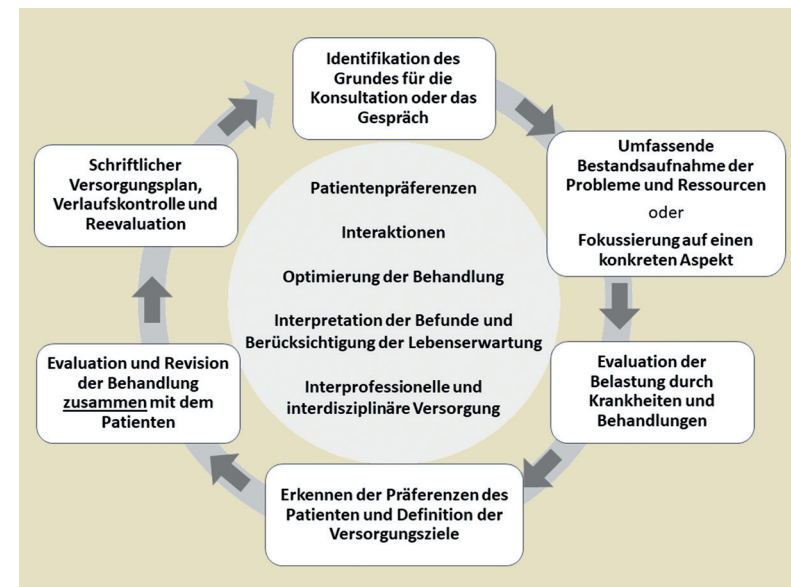 Identifikation des
Grundes für die
Konsultation oder das
Gespräch
Umfassende
Bestandsaufnahme der
Probleme und Ressourcen
oder
Fokussierung auf einen
konkreten Aspekt
Evaluation der
Belastung durch
Krankheiten und
Behandlungen
Erkennen der Präferenzen des
Patienten und Definition der
Versorgungsziele
Evaluation und Revision
der Behandlung
zusammen mit dem
Patienten
Schriftlicher
Versorgungsplan,
Verlaufskontrolle und
Reevaluation
Patientenpräferenzen
Interaktionen
Optimierung der Behandlung
Interpretation der Befunde und
Berücksichtigung der Lebenserwartung
Interprofessionelle und
interdisziplinäre Versorgung